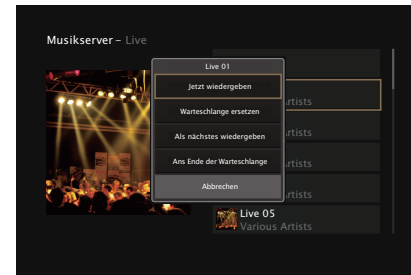 Musikserver – Live
Live 01
Jetzt wiedergeben
Warteschlange ersetzen
Als nächstes wiedergeben
Ans Ende der Warteschlange
Abbrechen
Artists
Artists
Artists
Artists
Live 05
Various Artists